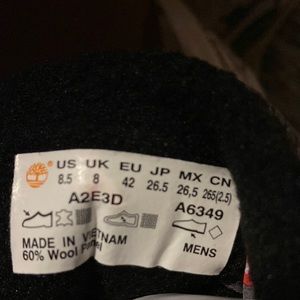 US UK EU JP MX CN
8.5 8 42 26.5 26,5 265(2.5)
A2E3D A6349
MADE IN VIETNAM MENS
60% Wool